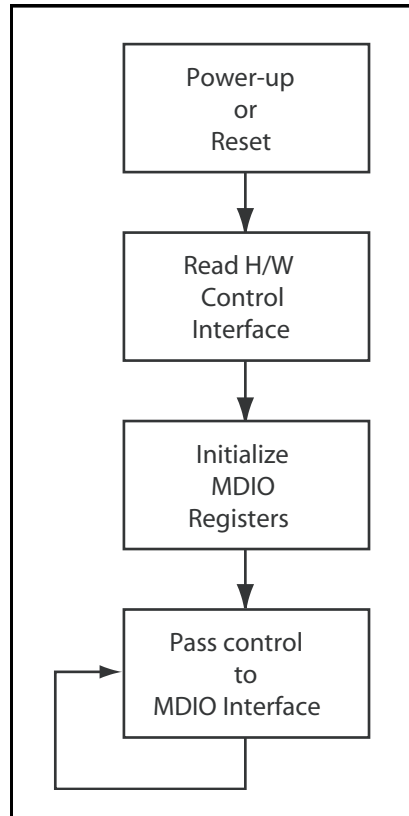 Power-up
or
Reset
Read H/W
Control
Interface
Initialize
MDIO
Registers
Pass control
to
MDIO Interface